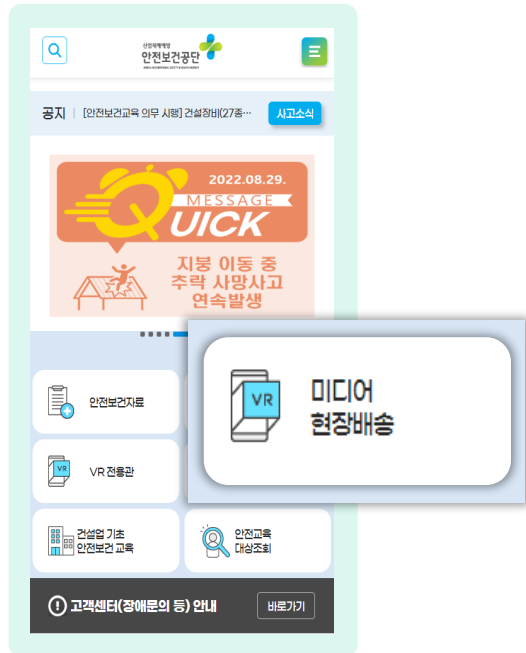 산업재해예방
안전보건공단
공지 | [안전보건교육 의무 시행] 건설장비(27종…
사고소식
2022.08.29.
MESSAGE
QUICK
지붕 이동 중
추락 사망사고
연속발생
안전보건자료
VR
미디어
현장배송
VR
VR 전용관
건설업 기초
안전보건 교육
안전교육
대상조회
고객센터(장애문의 등) 안내
바로가기